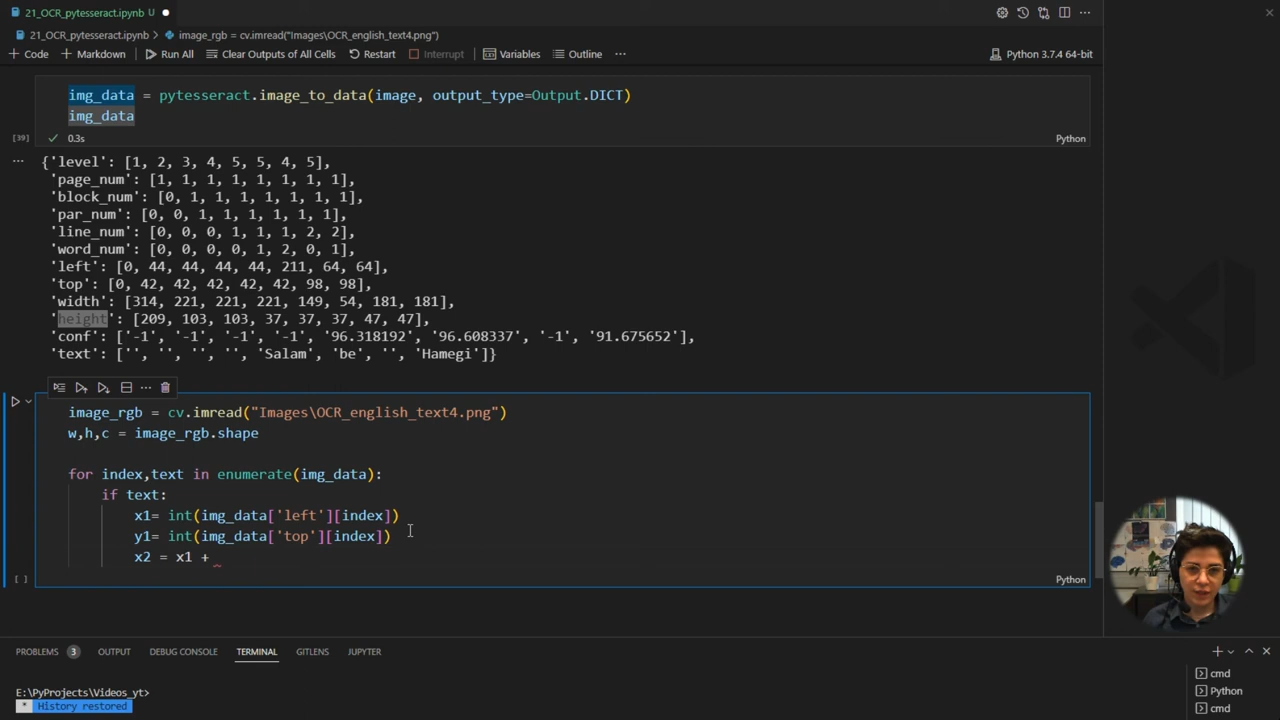 21_OCR_pytesseract.ipynb U
21_OCR_pytesseract.ipynb > image_rgb = cv.imread("Images\OCR_english_text4.png")
+ Code + Markdown Run All Clear Outputs of All Cells Restart Interrupt Variables Outline ... Python 3.7.4 64-bit
img_data = pytesseract.image_to_data(image, output_type=Output.DICT)
img_data
[39] 0.3s Python
{'level': [1, 2, 3, 4, 5, 5, 4, 5],
'page_num': [1, 1, 1, 1, 1, 1, 1, 1],
'block_num': [0, 1, 1, 1, 1, 1, 1, 1],
'par_num': [0, 0, 1, 1, 1, 1, 1, 1],
'line_num': [0, 0, 0, 1, 1, 1, 2, 2],
'word_num': [0, 0, 0, 0, 1, 2, 0, 1],
'left': [0, 44, 44, 44, 44, 211, 64, 64],
'top': [0, 42, 42, 42, 42, 42, 98, 98],
'width': [314, 221, 221, 221, 149, 54, 181, 181],
'height': [209, 103, 103, 37, 37, 37, 47, 47],
'conf': ['-1', '-1', '-1', '-1', '96.318192', '96.608337', '-1', '91.675652'],
'text': ['', '', '', '', 'Salam', 'be', '', 'Hamegi']}
image_rgb = cv.imread("Images\OCR_english_text4.png")
w,h,c = image_rgb.shape
for index,text in enumerate(img_data):
if text:
x1= int(img_data['left'][index])
y1= int(img_data['top'][index])
x2 = x1 +
[ ] Python
PROBLEMS 3 OUTPUT DEBUG CONSOLE TERMINAL GITLENS JUPYTER
cmd
E:\PyProjects\Videos_yt>
Python
* History restored
cmd